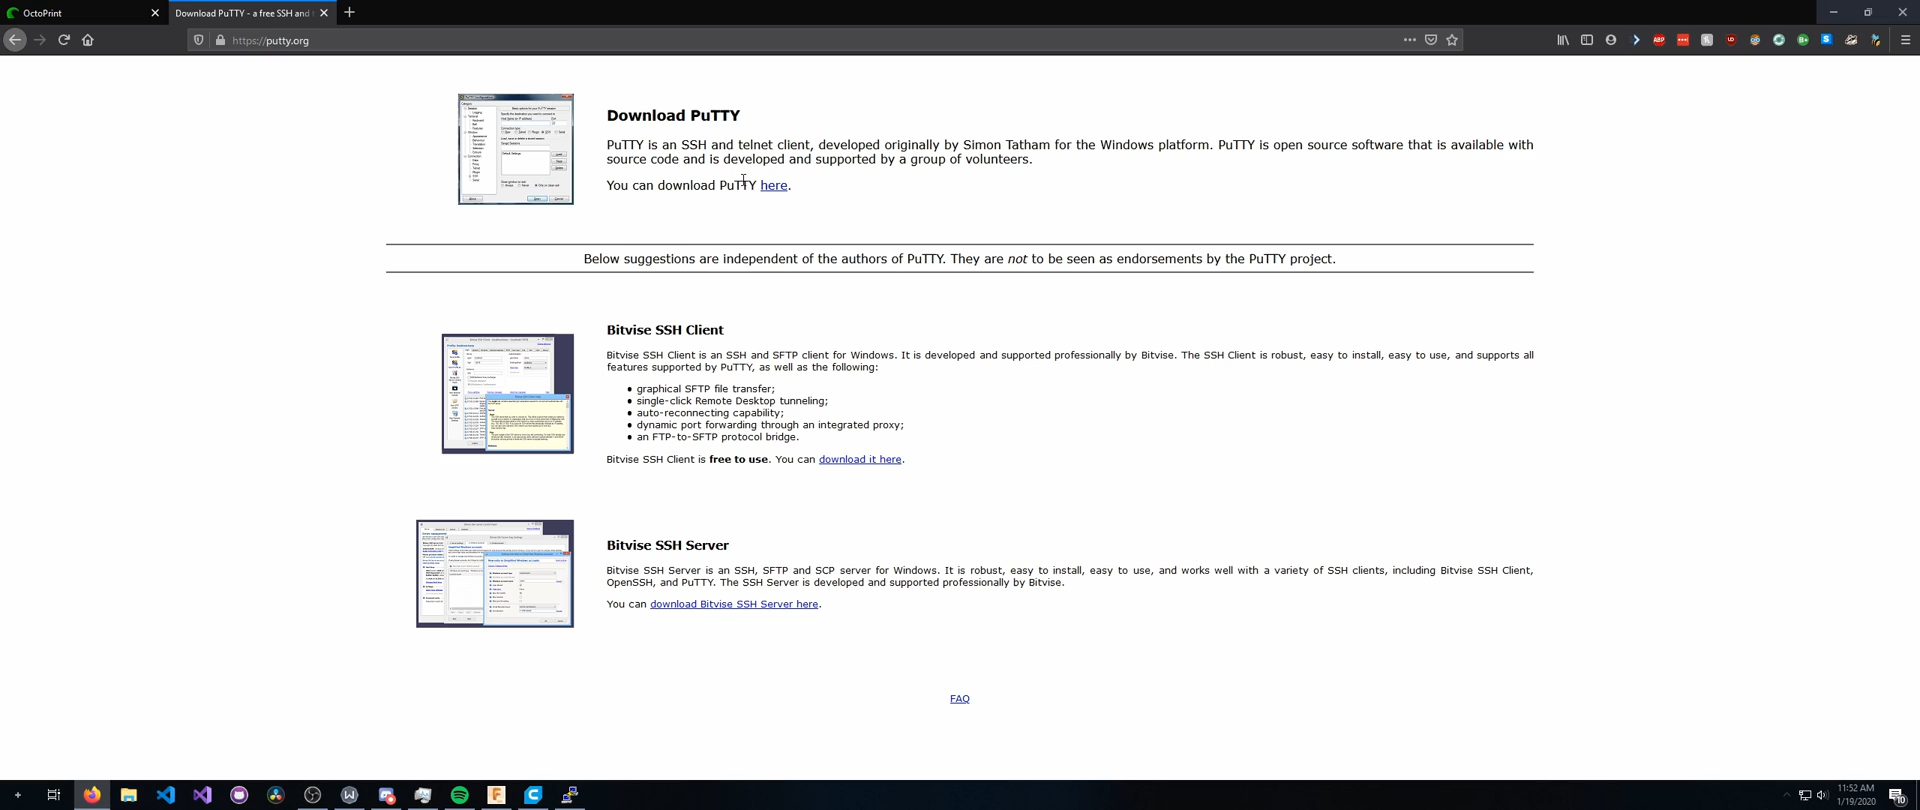 OctoPrint
Download PuTTY - a free SSH and
https://putty.org
Download PuTTY
PuTTY is an SSH and telnet client, developed originally by Simon Tatham for the Windows platform. PuTTY is open source software that is available with
source code and is developed and supported by a group of volunteers.
You can download PuTTY here.
Below suggestions are independent of the authors of PuTTY. They are not to be seen as endorsements by the PuTTY project.
Bitvise SSH Client
Bitvise SSH Client is an SSH and SFTP client for Windows. It is developed and supported professionally by Bitvise. The SSH Client is robust, easy to install, easy to use, and supports all
features supported by PuTTY, as well as the following:
• graphical SFTP file transfer;
• single-click Remote Desktop tunneling;
• auto-reconnecting capability;
• dynamic port forwarding through an integrated proxy;
• an FTP-to-SFTP protocol bridge.
Bitvise SSH Client is free to use. You can download it here.
Bitvise SSH Server
Bitvise SSH Server is an SSH, SFTP and SCP server for Windows. It is robust, easy to install, easy to use, and works well with a variety of SSH clients, including Bitvise SSH Client,
OpenSSH, and PuTTY. The SSH Server is developed and supported professionally by Bitvise.
You can download Bitvise SSH Server here.
FAQ
11:52 AM
1/19/2020